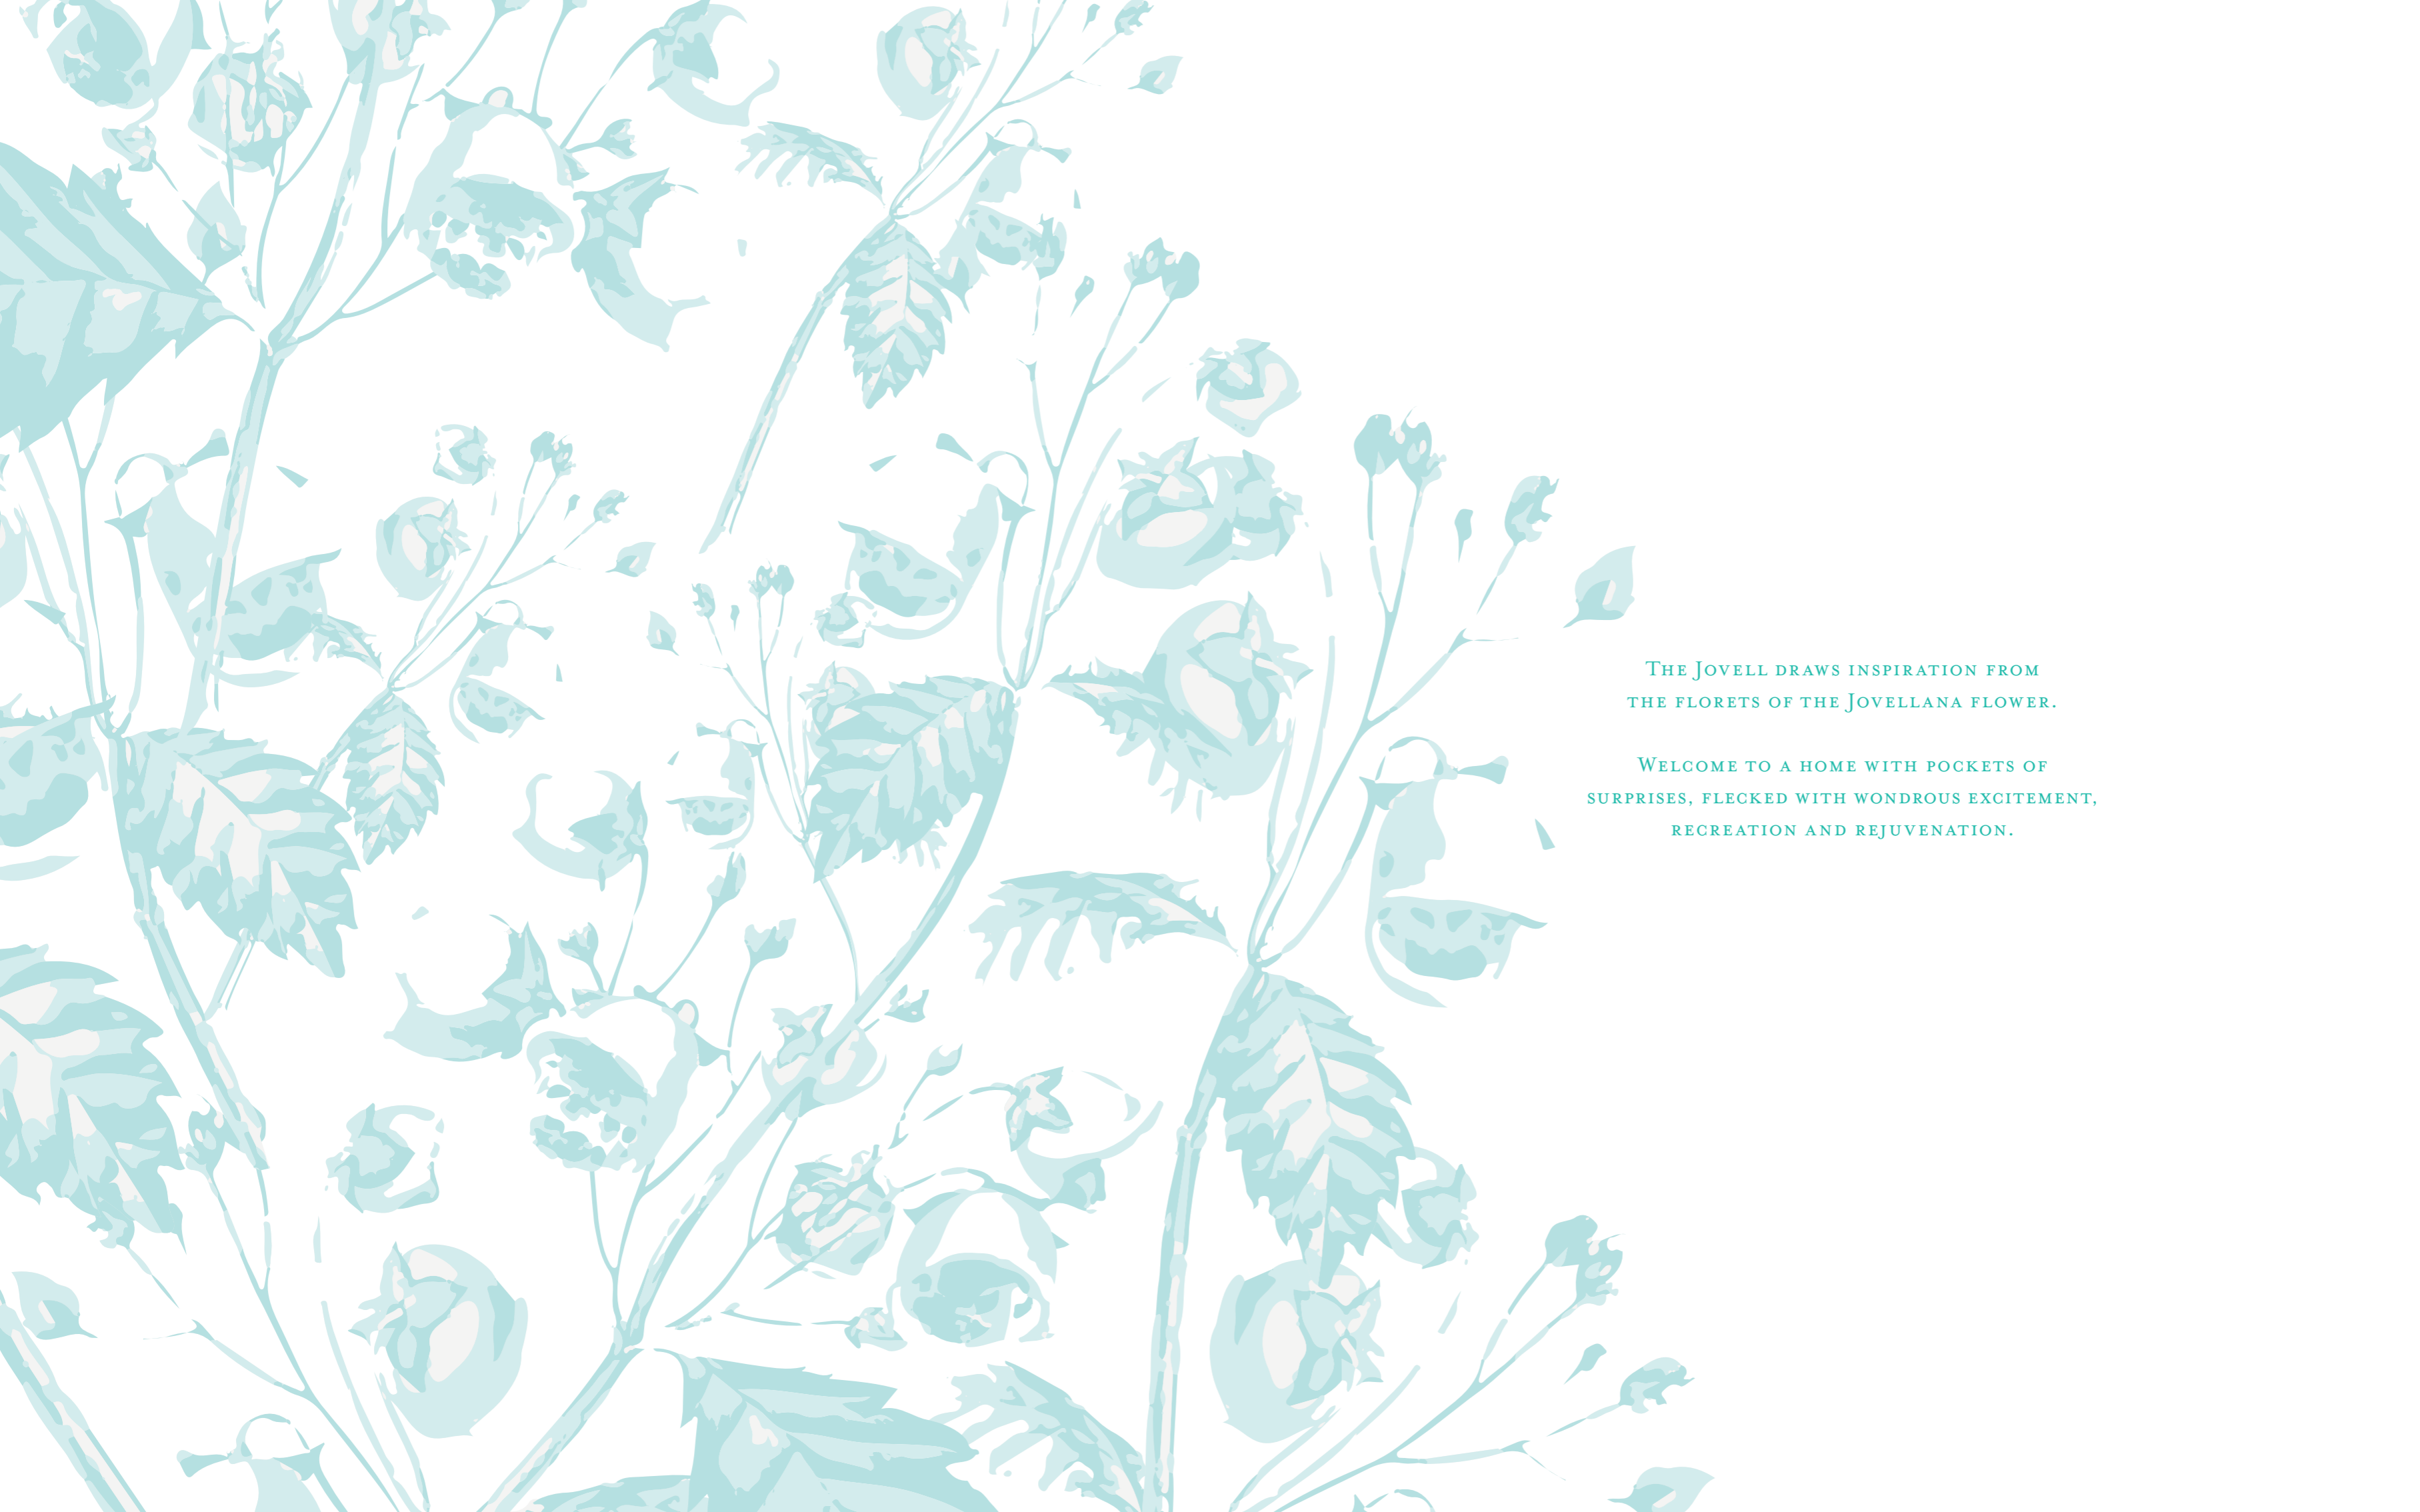 The Jovell draws inspiration from
the florets of the Jovellana flower.
Welcome to a home with pockets of
surprises, flecked with wondrous excitement,
recreation and rejuvenation.